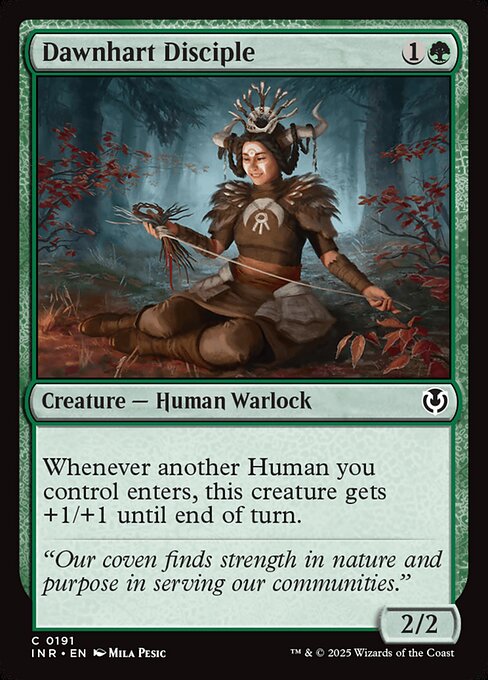 Dawnhart Disciple 1
Creature — Human Warlock
Whenever another Human you
control enters, this creature gets
+1/+1 until end of turn.
“Our coven finds strength in nature and
purpose in serving our communities.”
2/2
C 0191
INR • EN Mila Pesic
™ & © 2025 Wizards of the Coast